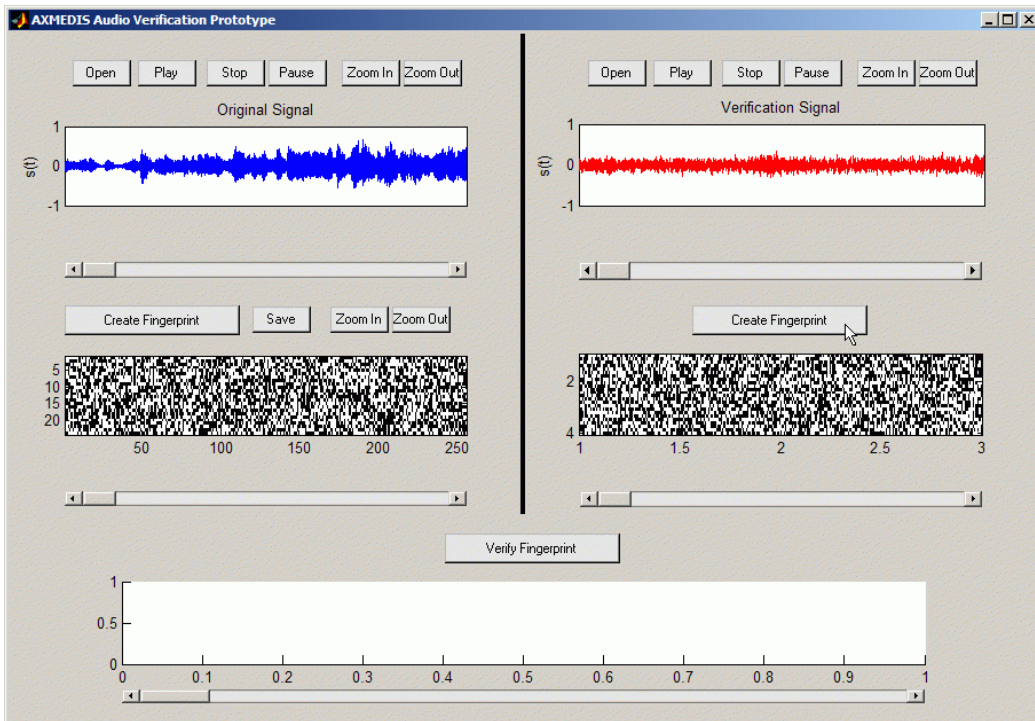 AXMEDIS Audio Verification Prototype
Open Play Stop Pause Zoom In Zoom Out
Original Signal
1
0
-1
s(t)
Create Fingerprint Save Zoom In Zoom Out
5
10
15
20
50 100 150 200 250
Open Play Stop Pause Zoom In Zoom Out
Verification Signal
1
0
-1
s(t)
Create Fingerprint
2
4
1 1.5 2 2.5 3
Verify Fingerprint
1
0.5
0
0 0.1 0.2 0.3 0.4 0.5 0.6 0.7 0.8 0.9 1